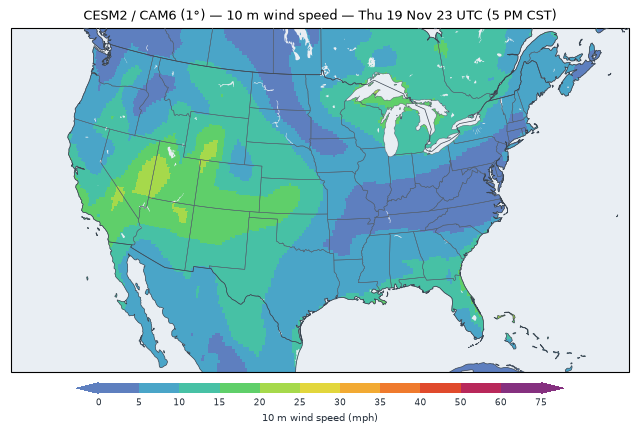 CESM2 / CAM6 (1°) — 10 m wind speed — Thu 19 Nov 23 UTC (5 PM CST)
0 5 10 15 20 25 30 35 40 50 60 75
10 m wind speed (mph)